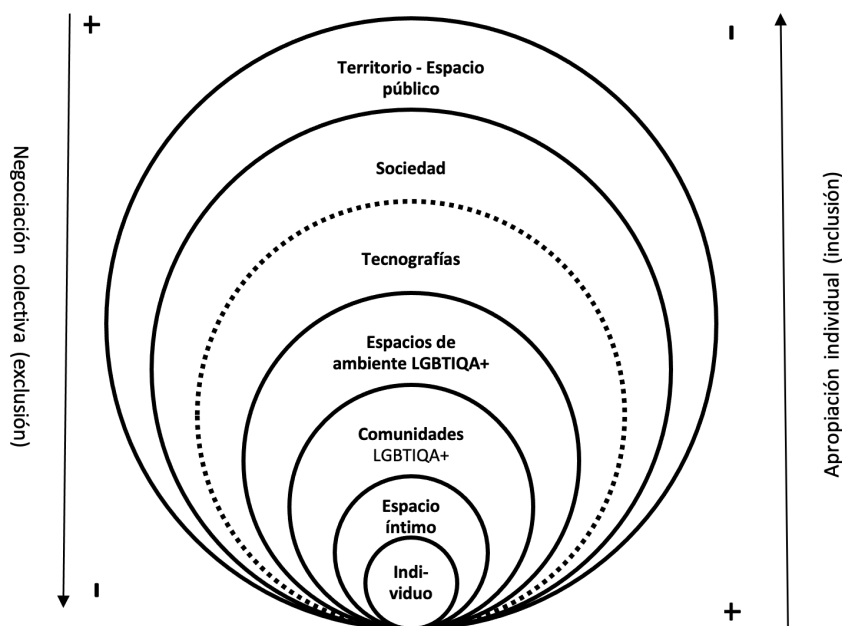 +
-
Territorio - Espacio
público
Sociedad
Tecnografías
Espacios de
ambiente LGBTIQA+
Comunidades
LGBTIQA+
Espacio
íntimo
Indi-
viduo
Negociación colectiva (exclusión)
Apropiación individual (inclusión)
-
+